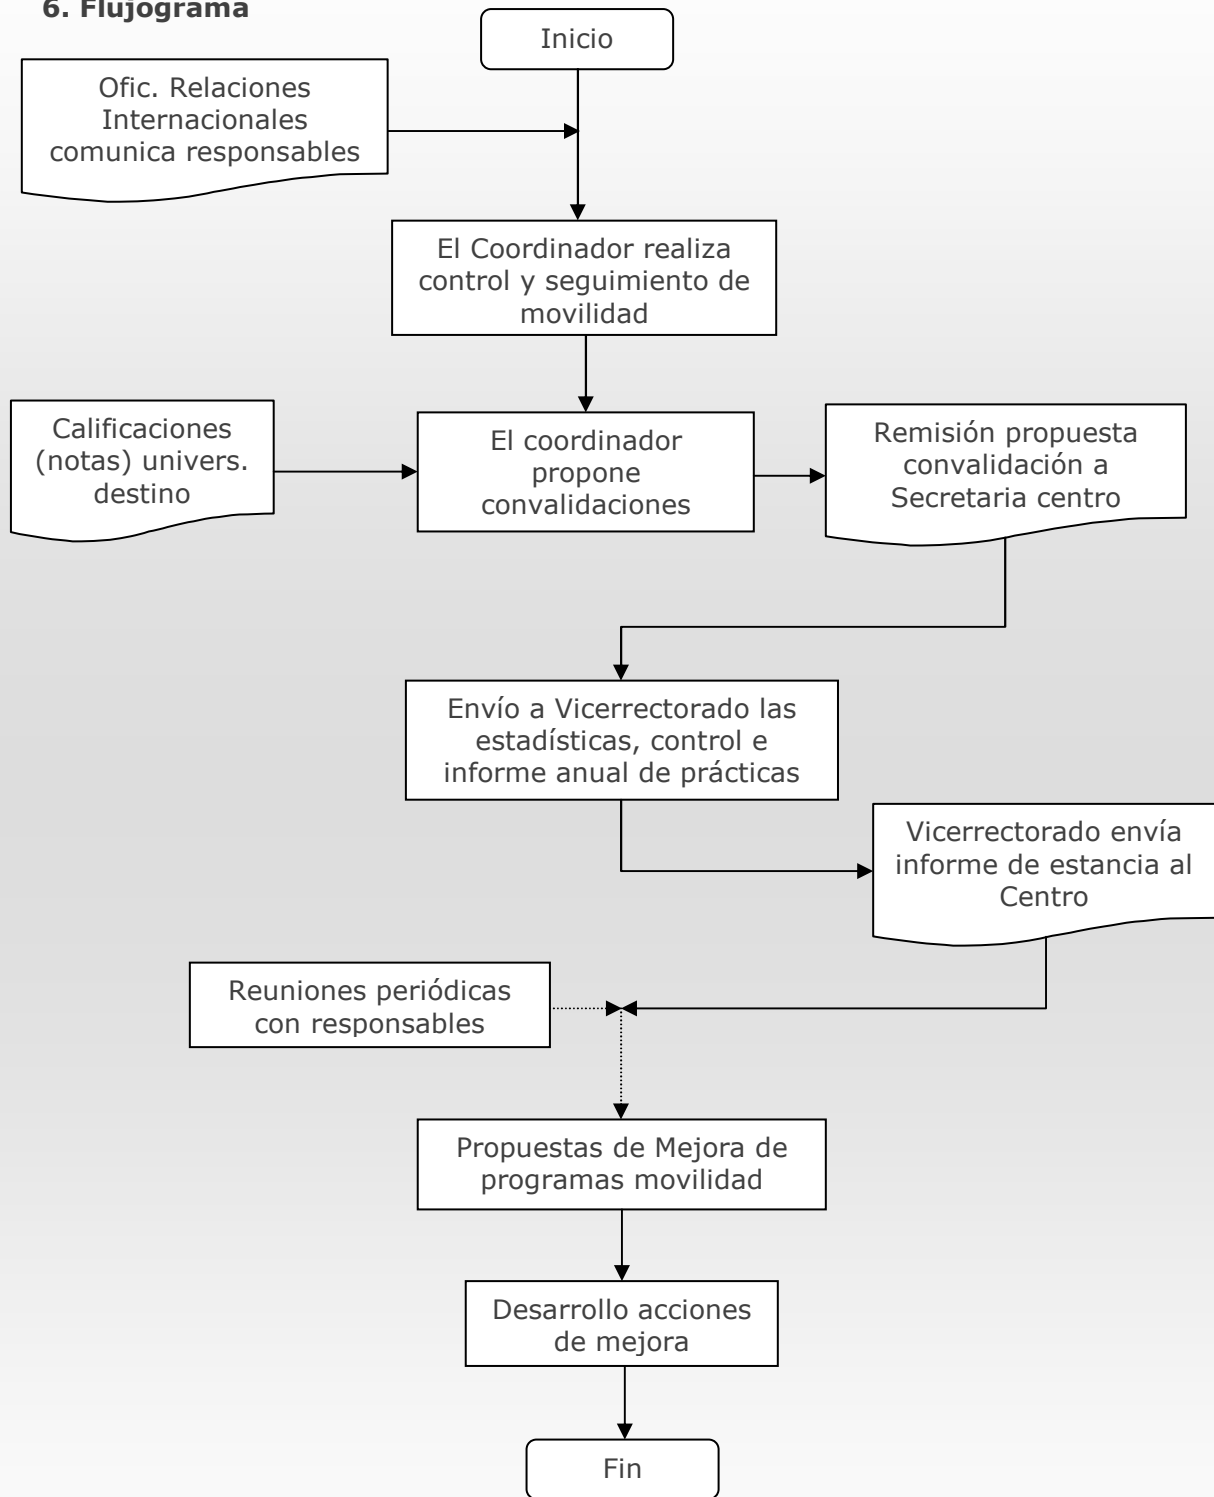 6. Flujograma
Inicio
Ofic. Relaciones
Internacionales
comunica responsables
El Coordinador realiza
control y seguimiento de
movilidad
Calificaciones
(notas) univers.
destino
El coordinador
propone
convalidaciones
Remisión propuesta
convalidación a
Secretaria centro
Envío a Vicerrectorado las
estadísticas, control e
informe anual de prácticas
Vicerrectorado envía
informe de estancia al
Centro
Reuniones periódicas
con responsables
Propuestas de Mejora de
programas movilidad
Desarrollo acciones
de mejora
Fin